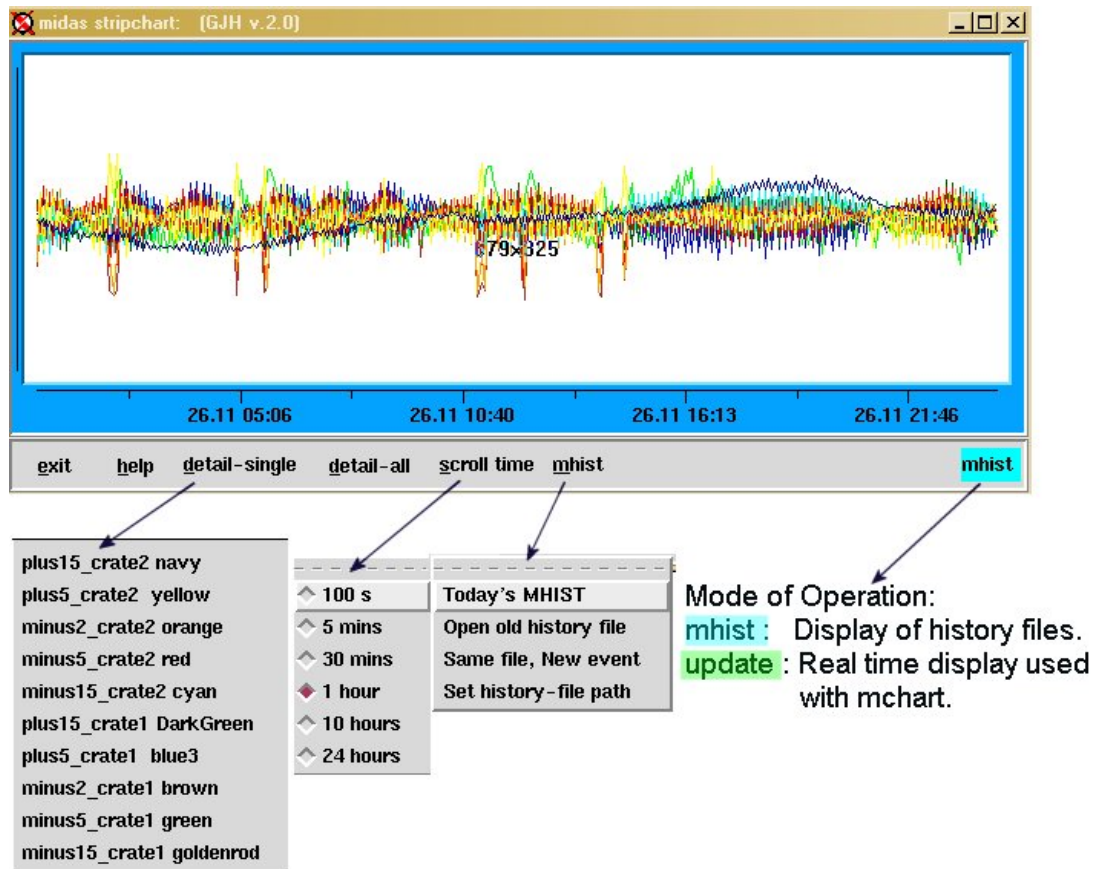 midas stripchart: (GJH v.2.0)
679x325
26.11 05:06 26.11 10:40 26.11 16:13 26.11 21:46
exit help detail-single detail-all scroll time mhist mhist
plus15_crate2 navy
plus5_crate2 yellow
minus2_crate2 orange
minus5_crate2 red
minus15_crate2 cyan
plus15_crate1 DarkGreen
plus5_crate1 blue3
minus2_crate1 brown
minus5_crate1 green
minus15_crate1 goldenrod
100 s
5 mins
30 mins
1 hour
10 hours
24 hours
Today's MHIST
Open old history file
Same file, New event
Set history-file path
Mode of Operation:
mhist : Display of history files.
update : Real time display used
with mchart.